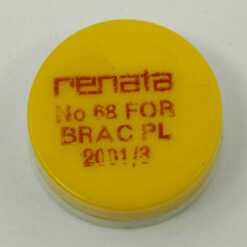 renata
No 68 FOR
BRAC PL
2001/3